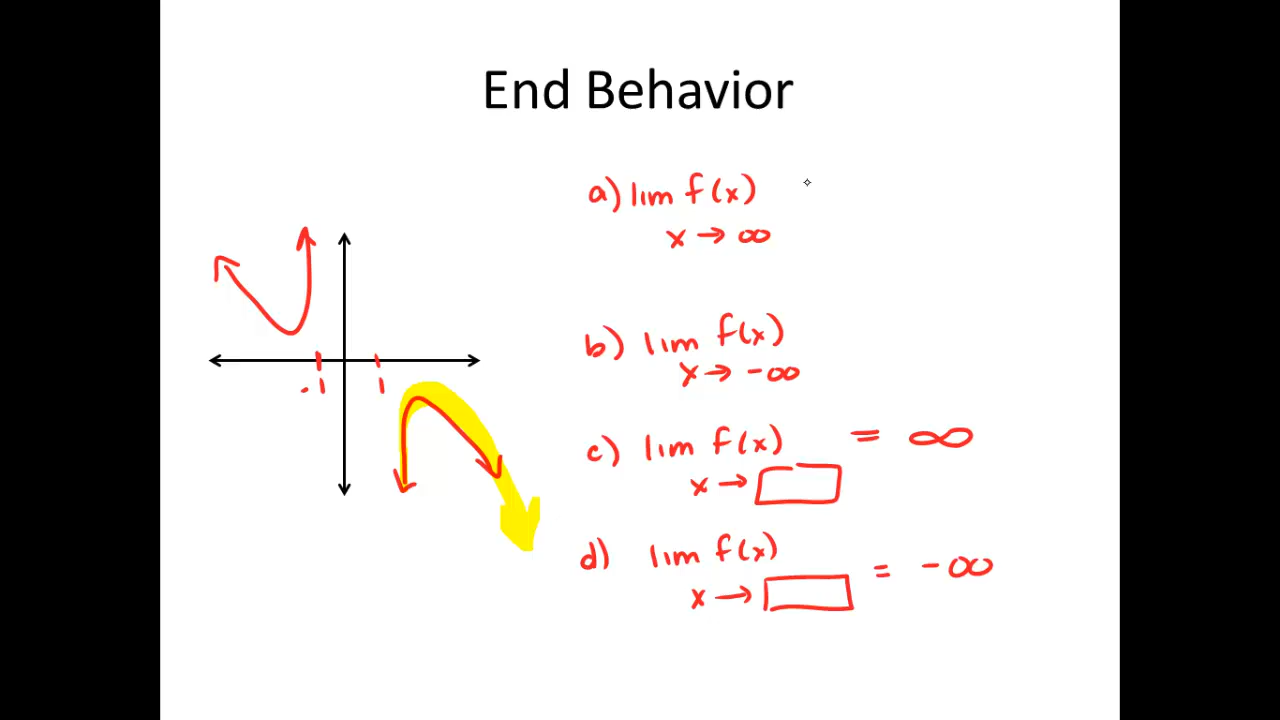 End Behavior
a) lim f(x)
x → ∞
b) lim f(x)
x → -∞
c) lim f(x) = ∞
x →
d) lim f(x) = -∞
x →
-1 1